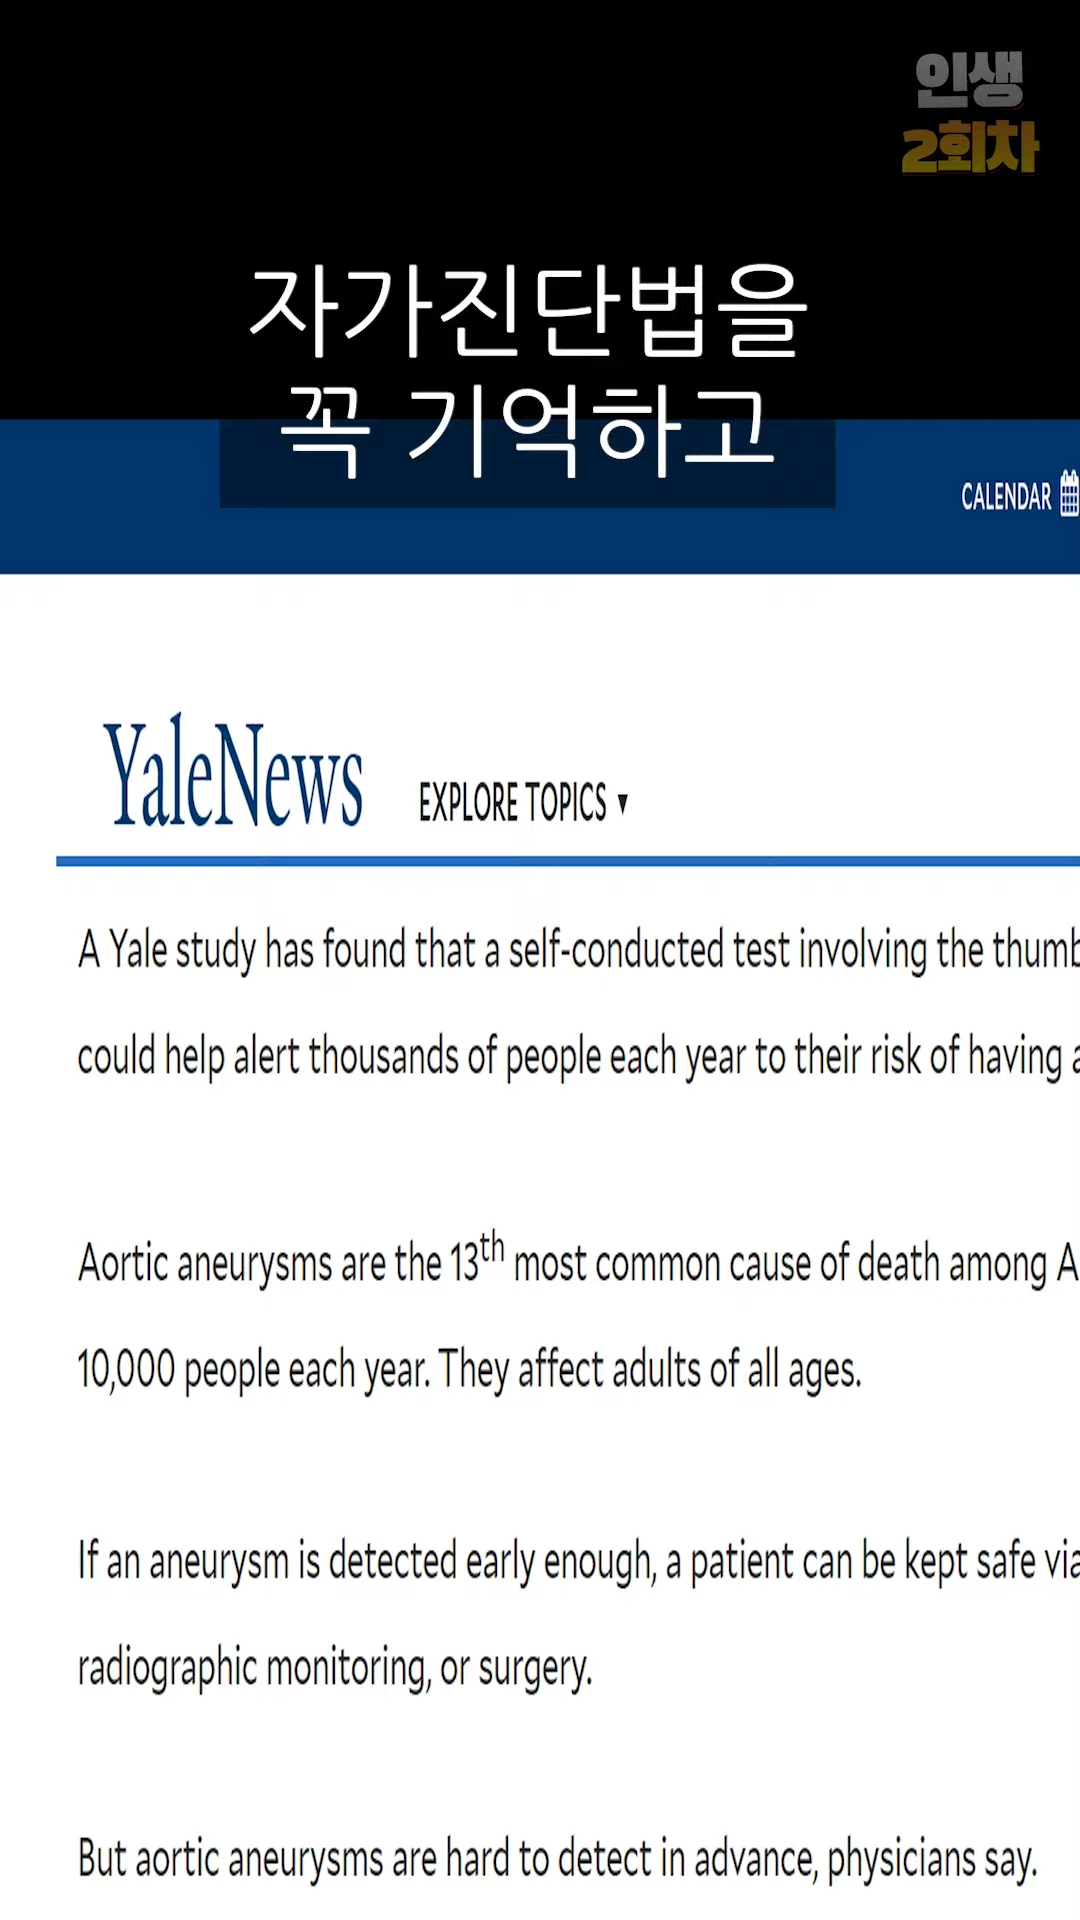 인생
2회차
자가진단법을
꼭 기억하고
CALENDAR
YaleNews
EXPLORE TOPICS ▼
A Yale study has found that a self-conducted test involving the thumb
could help alert thousands of people each year to their risk of having a
Aortic aneurysms are the 13th most common cause of death among A
10,000 people each year. They affect adults of all ages.
If an aneurysm is detected early enough, a patient can be kept safe via
radiographic monitoring, or surgery.
But aortic aneurysms are hard to detect in advance, physicians say.